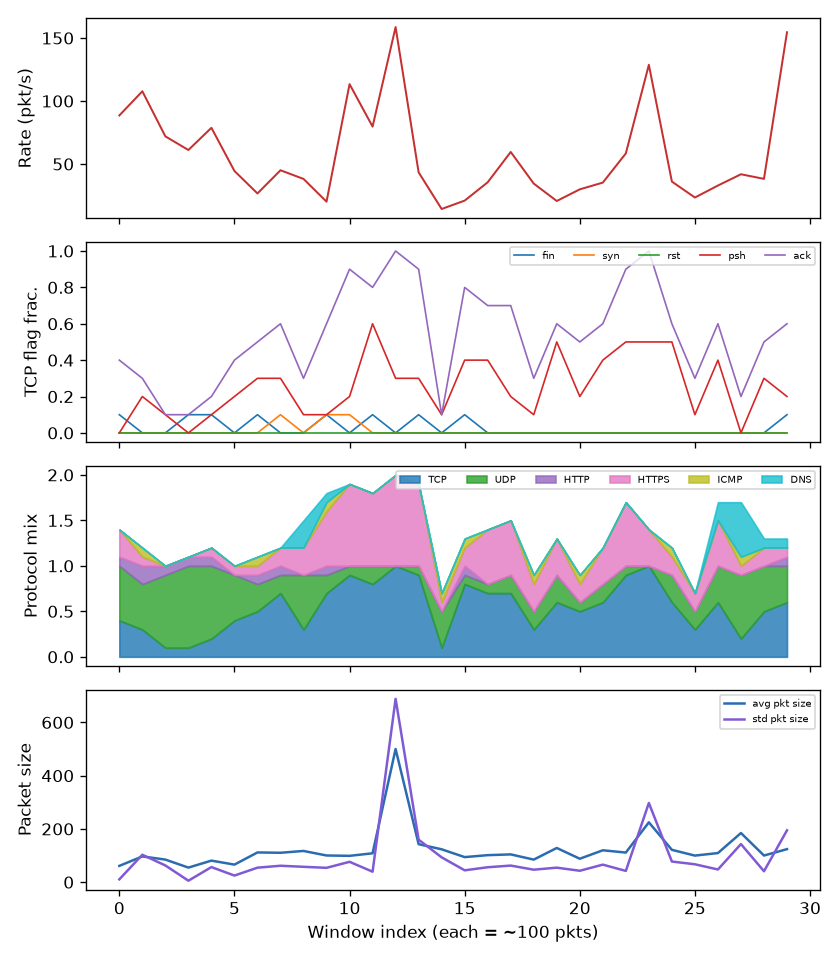 150
100
50
Rate (pkt/s)
fin syn rst psh ack
1.0
0.8
0.6
0.4
0.2
0.0
TCP flag frac.
TCP UDP HTTP HTTPS ICMP DNS
2.0
1.5
1.0
0.5
0.0
Protocol mix
avg pkt size
std pkt size
600
400
200
0
Packet size
0 5 10 15 20 25 30
Window index (each = ~100 pkts)